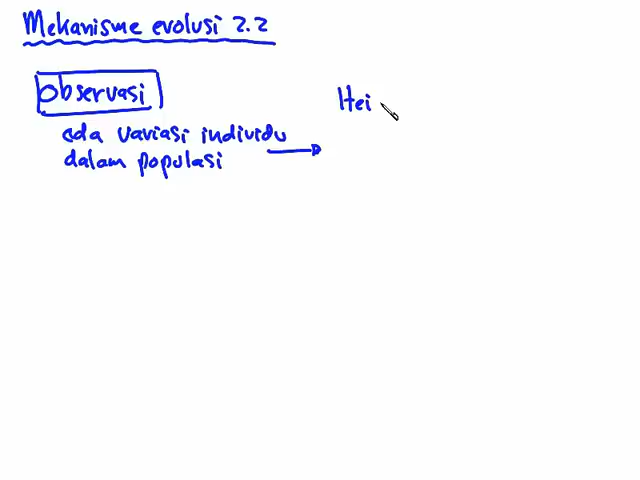 Mekanisme evolusi 2.2
Observasi
ada variasi individu
dalam populasi
Hei